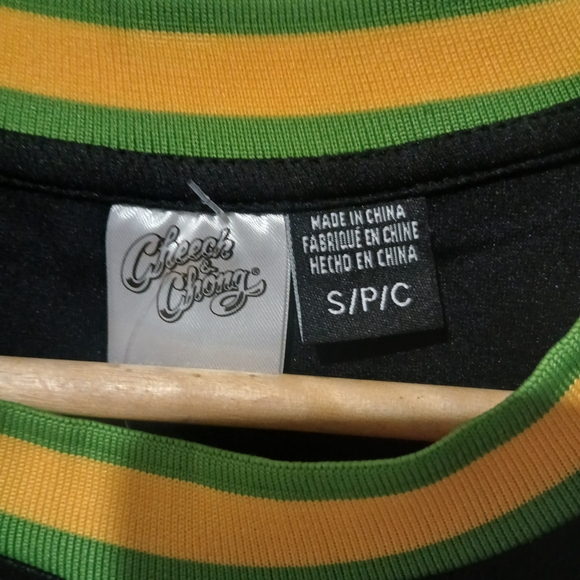 Cheech
&
Chong®
MADE IN CHINA
FABRIQUÉ EN CHINE
HECHO EN CHINA
S/P/C